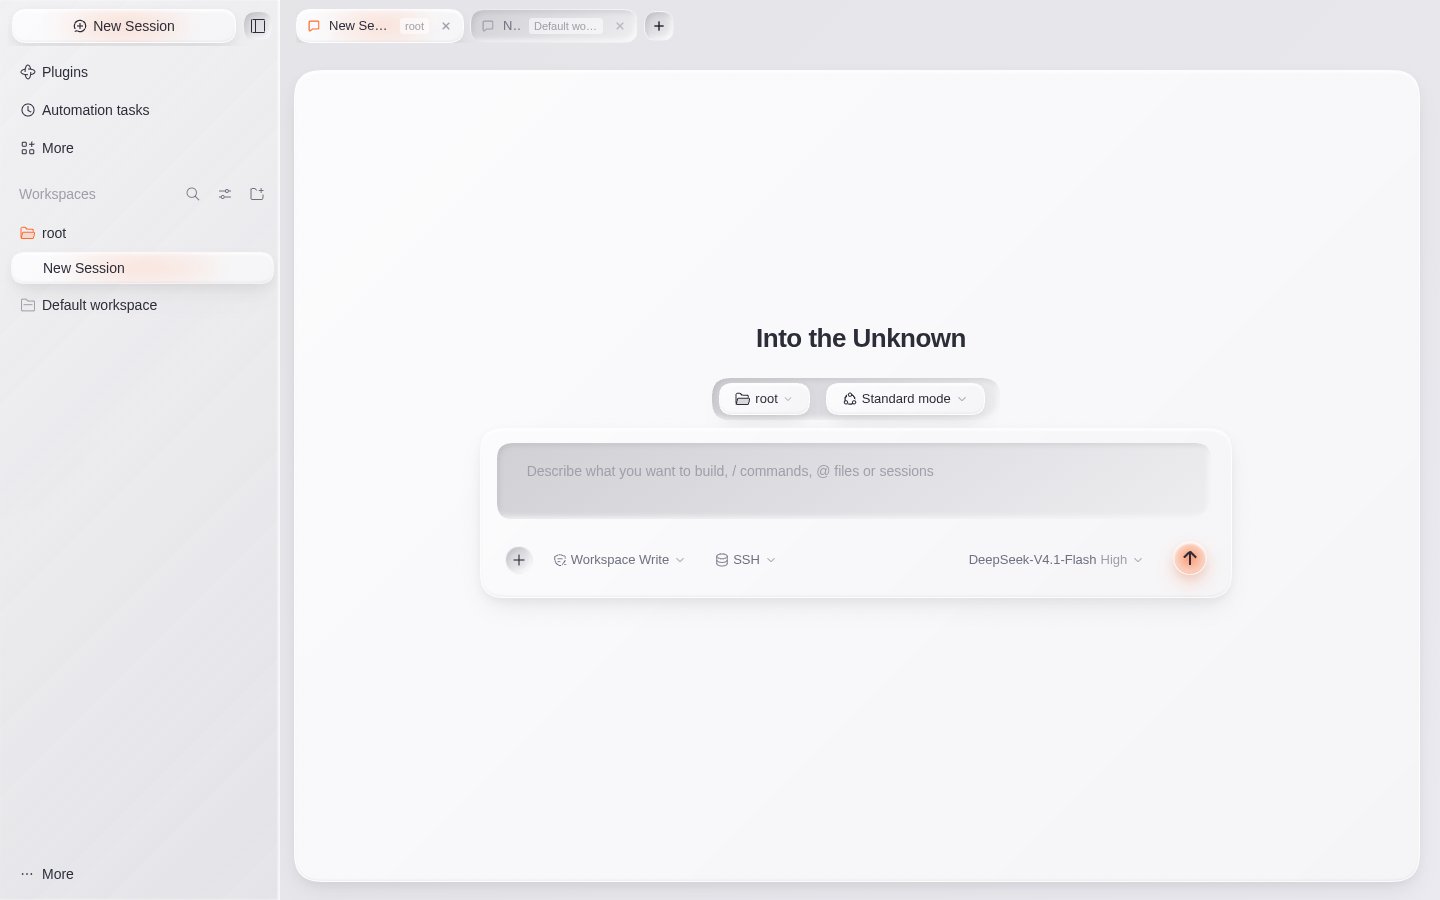 New Session
New Se...
root
N..
Default wo...
Plugins
Automation tasks
More
Workspaces
root
New Session
Default workspace
Into the Unknown
root
Standard mode
Describe what you want to build, / commands, @ files or sessions
Workspace Write
SSH
DeepSeek-V4.1-Flash High
More